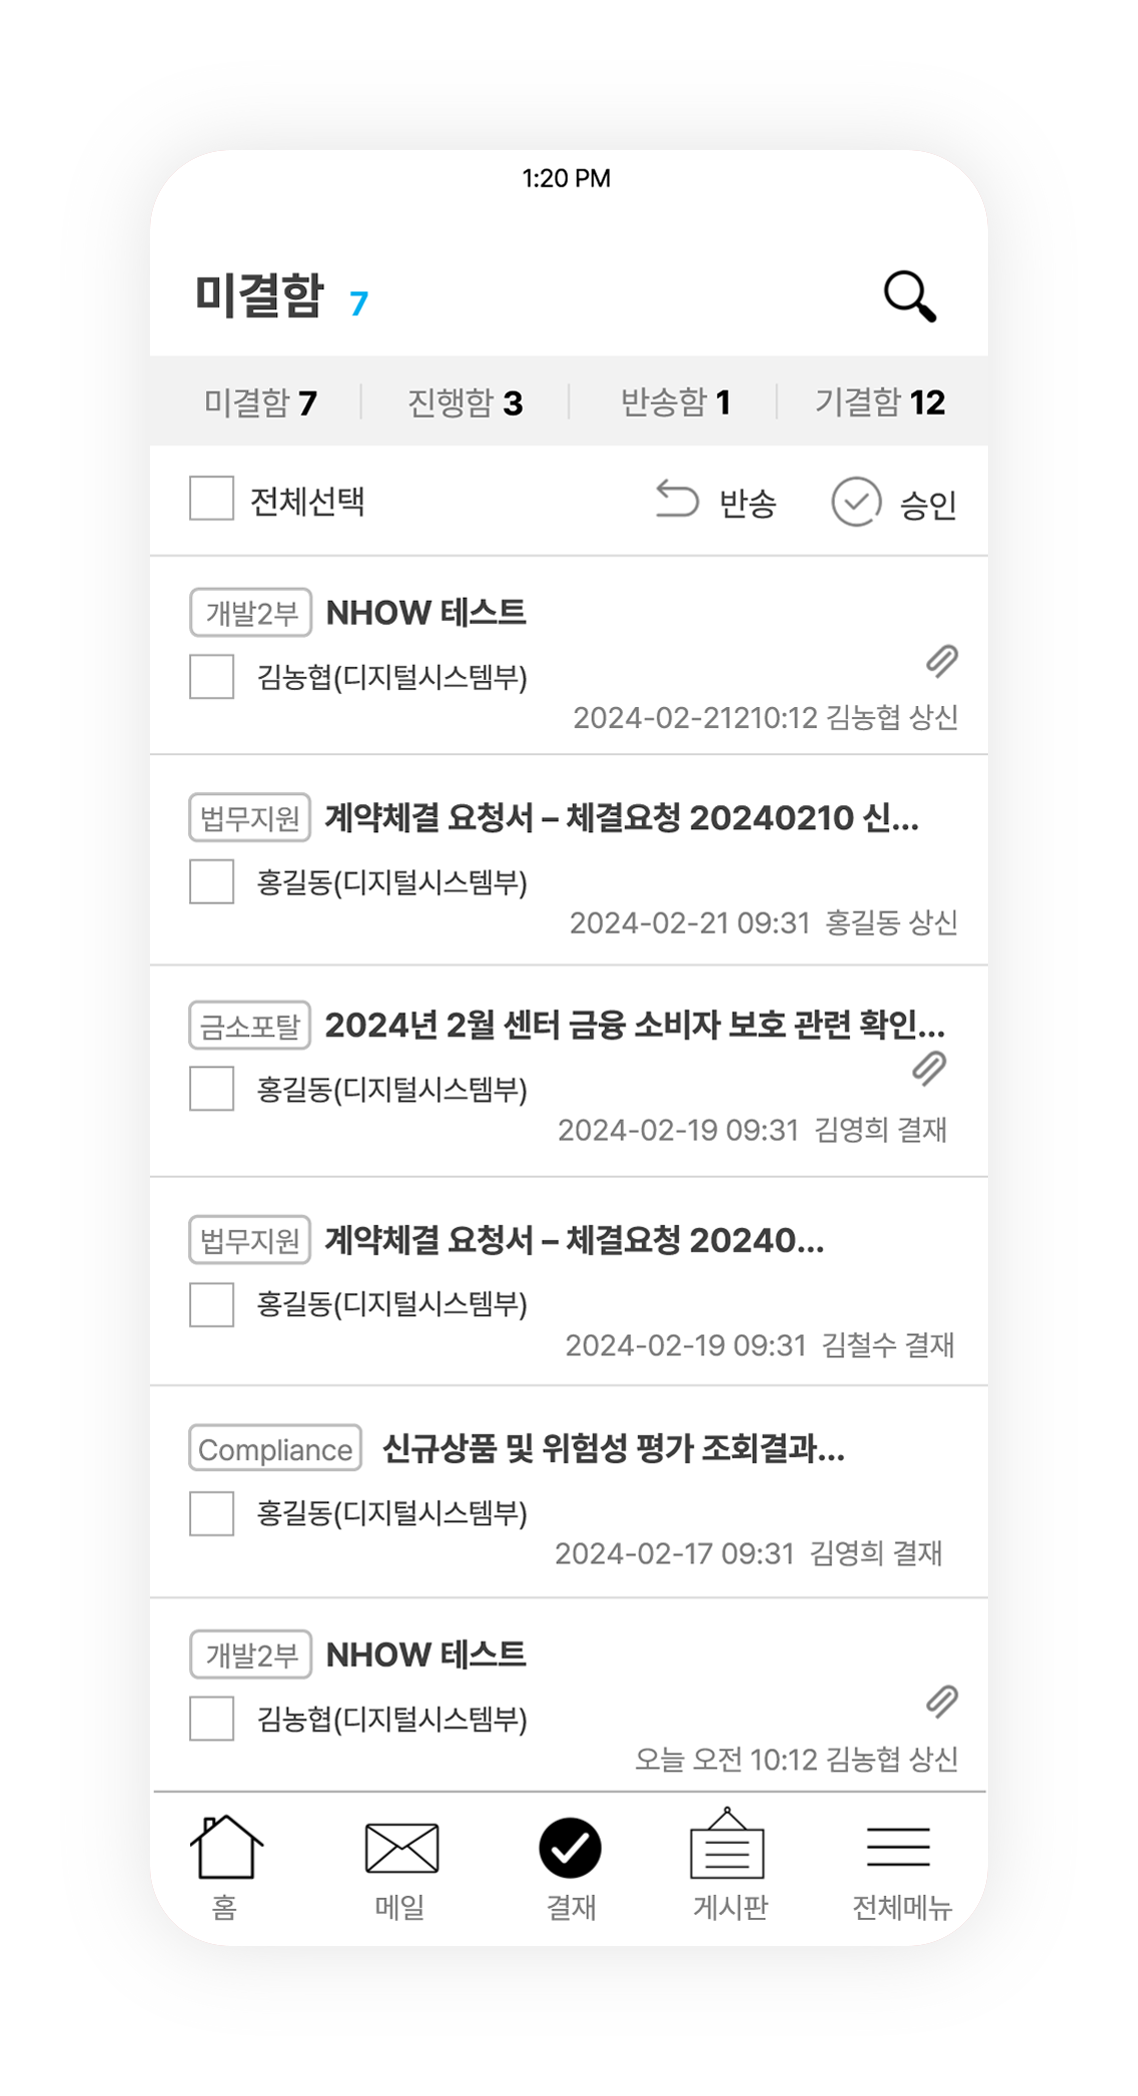 1:20 PM
미결함 7
미결함 7 진행함 3 반송함 1 기결함 12
전체선택 반송 승인
개발2부 NHOW 테스트
김농협(디지털시스템부)
2024-02-21210:12 김농협 상신
법무지원 계약체결 요청서 – 체결요청 20240210 신...
홍길동(디지털시스템부)
2024-02-21 09:31 홍길동 상신
금소포탈 2024년 2월 센터 금융 소비자 보호 관련 확인...
홍길동(디지털시스템부)
2024-02-19 09:31 김영희 결재
법무지원 계약체결 요청서 – 체결요청 20240...
홍길동(디지털시스템부)
2024-02-19 09:31 김철수 결재
Compliance 신규상품 및 위험성 평가 조회결과...
홍길동(디지털시스템부)
2024-02-17 09:31 김영희 결재
개발2부 NHOW 테스트
김농협(디지털시스템부)
오늘 오전 10:12 김농협 상신
홈 메일 결재 게시판 전체메뉴